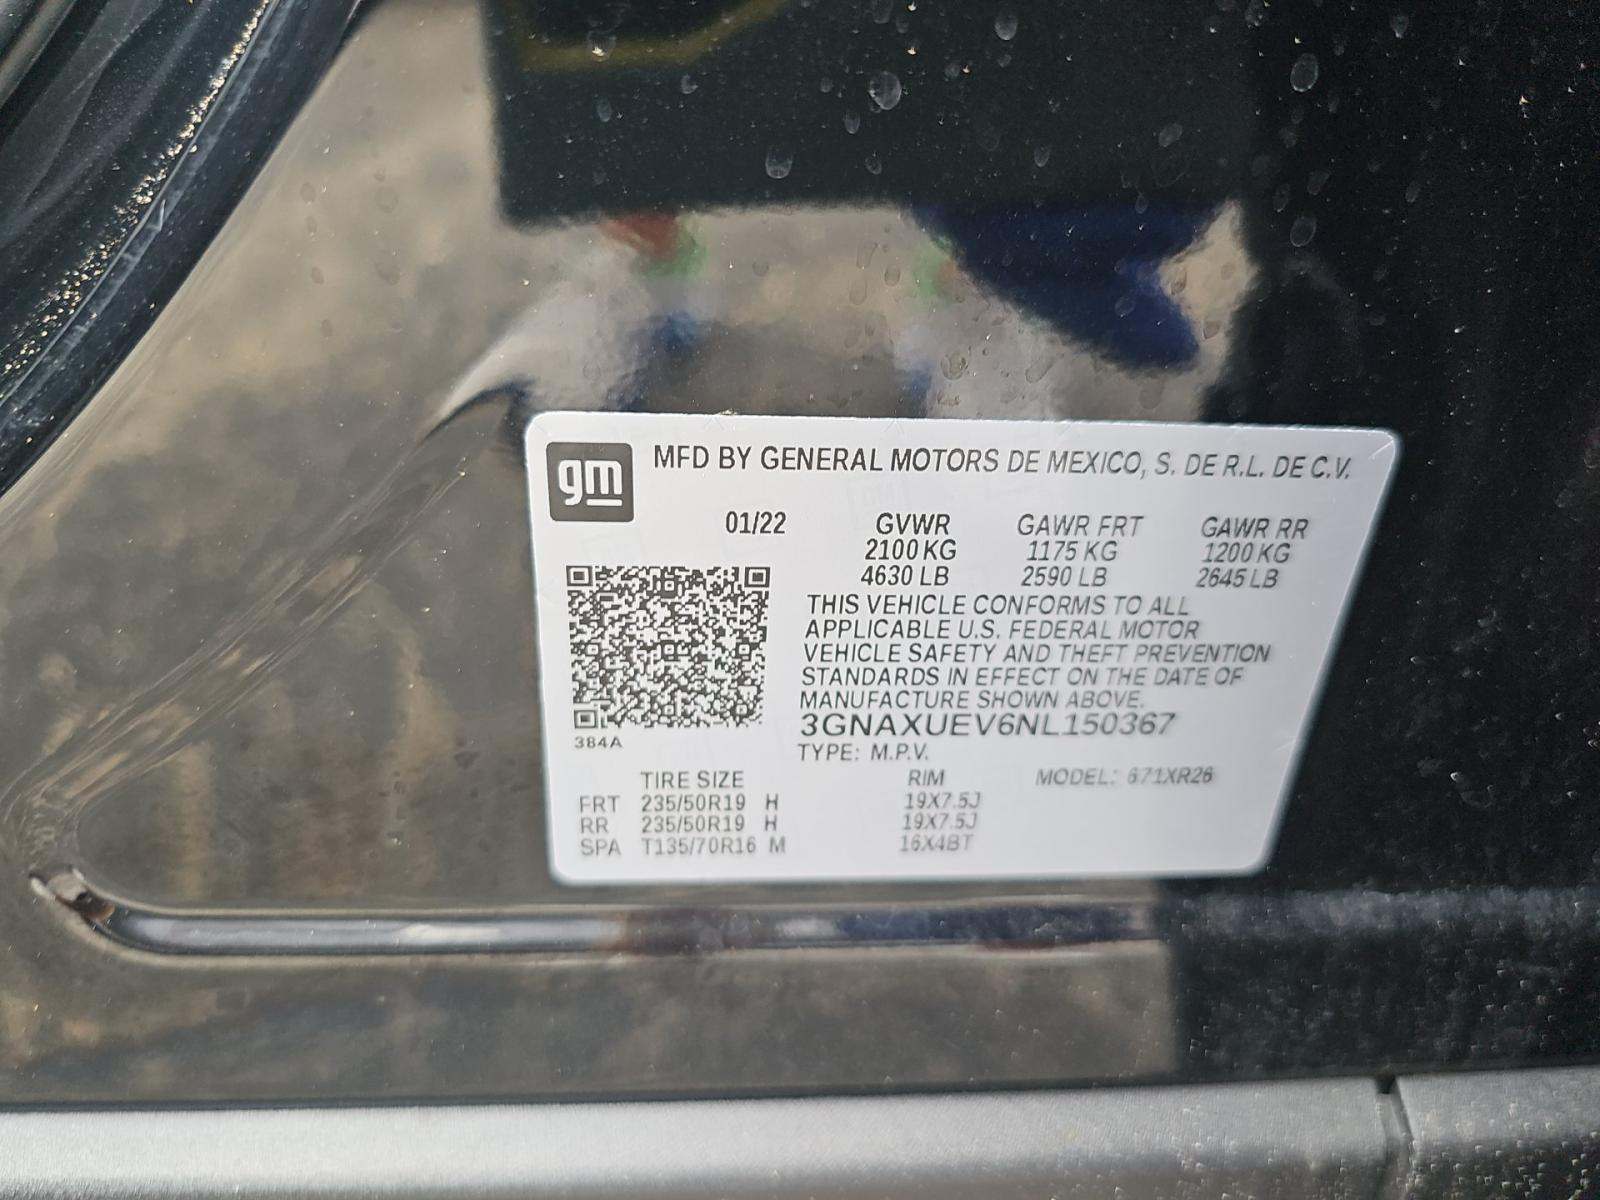 gm
MFD BY GENERAL MOTORS DE MEXICO, S. DE R.L. DE C.V.
01/22 GVWR GAWR FRT GAWR RR
2100 KG 1175 KG 1200 KG
4630 LB 2590 LB 2645 LB
THIS VEHICLE CONFORMS TO ALL
APPLICABLE U.S. FEDERAL MOTOR
VEHICLE SAFETY AND THEFT PREVENTION
STANDARDS IN EFFECT ON THE DATE OF
MANUFACTURE SHOWN ABOVE.
3GNAXUEV6NL150367
384A
TYPE: M.P.V.
TIRE SIZE RIM MODEL: 671XR26
FRT 235/50R19 H 19X7.5J
RR 235/50R19 H 19X7.5J
SPA T135/70R16 M 16X4BT